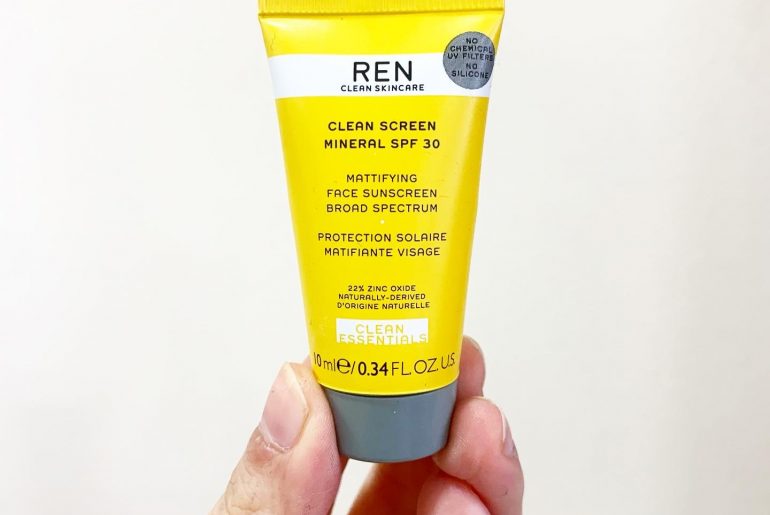 NO
CHEMICAL
UV FILTERS
NO
SILICONE
REN
CLEAN SKINCARE
CLEAN SCREEN
MINERAL SPF 30
MATTIFYING
FACE SUNSCREEN
BROAD SPECTRUM
PROTECTION SOLAIRE
MATIFIANTE VISAGE
22% ZINC OXIDE
NATURALLY-DERIVED
D'ORIGINE NATURELLE
CLEAN
ESSENTIALS
10 ml e/0.34 FL.OZ. U.S.